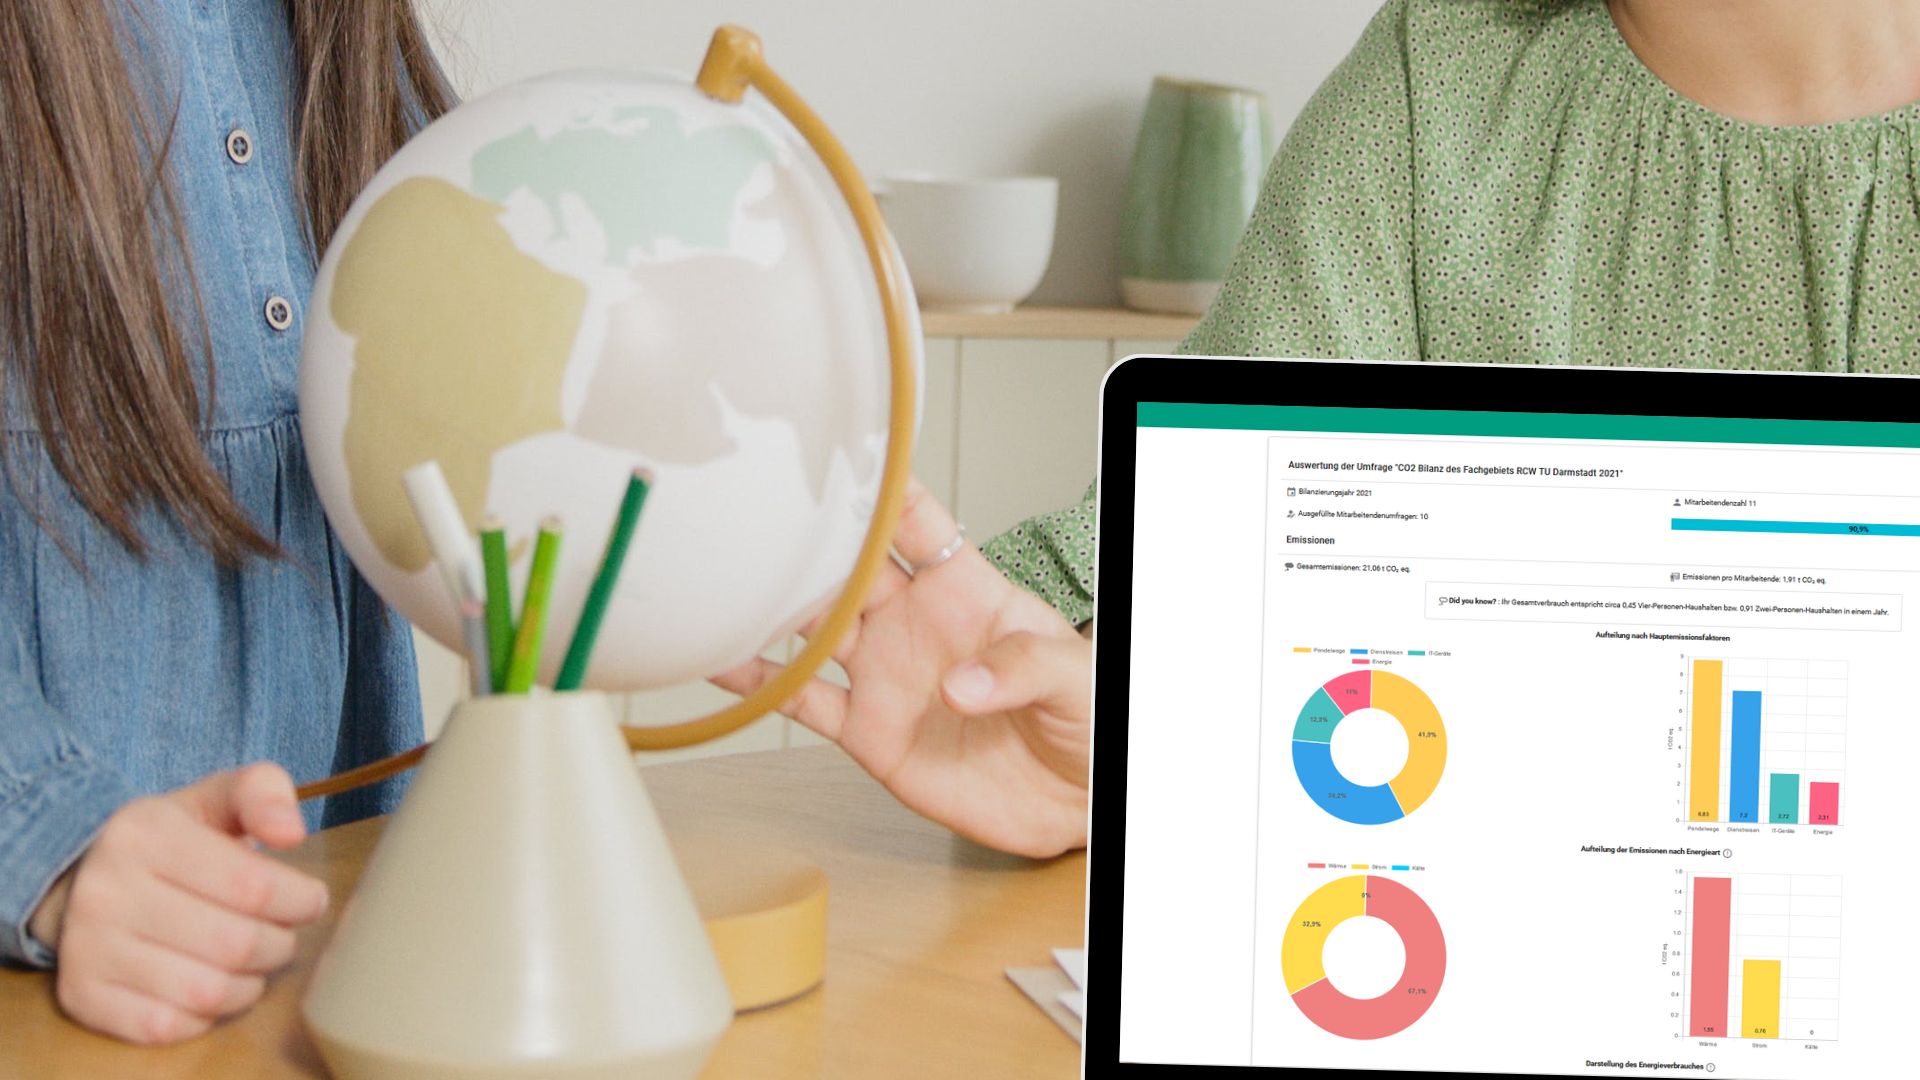 Auswertung der Umfrage "CO2 Bilanz des Fachgebiets RCW TU Darmstadt 2021"
Bilanzierungsjahr 2021
Mitarbeitendenzahl 11
Ausgefüllte Mitarbeitendenumfragen: 10
90,9%
Emissionen
Gesamtemissionen: 21,06 t CO₂ eq.
Emissionen pro Mitarbeitende: 1,91 t CO₂ eq.
Did you know? : Ihr Gesamtverbrauch entspricht circa 0,45 Vier-Personen-Haushalten bzw. 0,91 Zwei-Personen-Haushalten in einem Jahr.
Aufteilung nach Hauptemissionsfaktoren
Pendelwege Dienstreisen IT-Geräte
Energie
11%
12,3%
41,9%
34,2%
9
8
7
6
5
4
3
2
1
0
t CO2 eq.
8,83 7,2 2,72 2,31
Pendelwege Dienstreisen IT-Geräte Energie
Aufteilung der Emissionen nach Energieart
Wärme Strom Kälte
0%
32,9%
67,1%
1.6
1.4
1.2
1.0
0.8
0.6
0.4
0.2
0
t CO2 eq.
1,55 0,76 0
Wärme Strom Kälte
Darstellung des Energieverbrauches